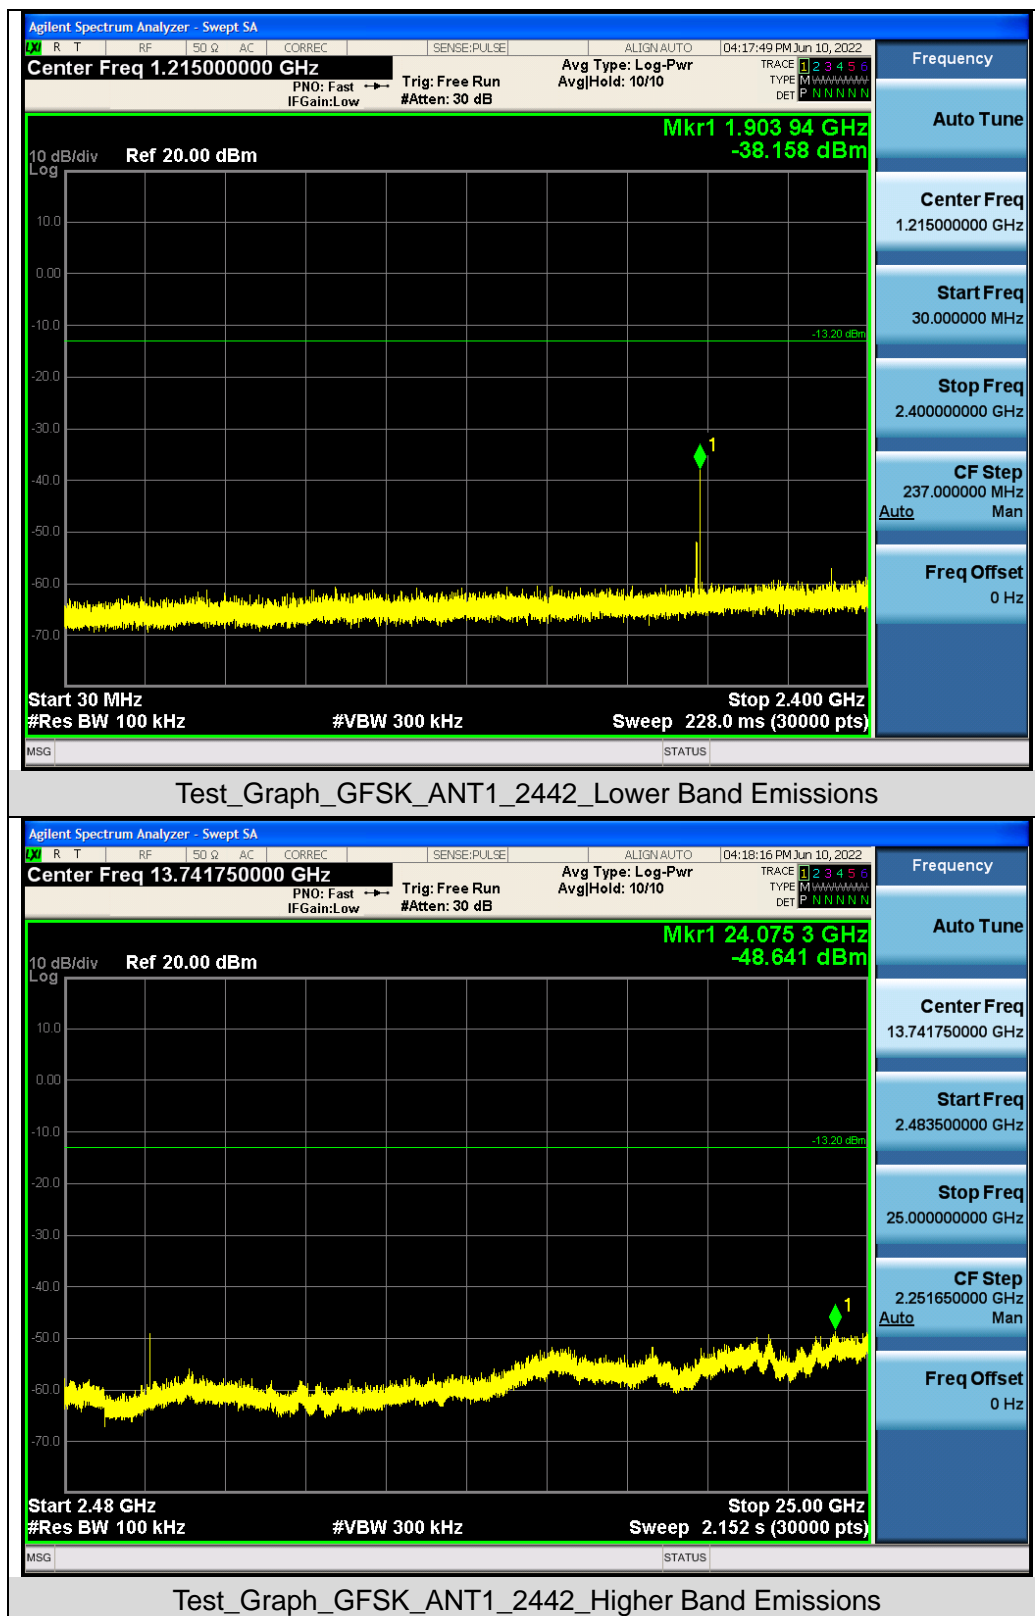 Agilent Spectrum Analyzer - Swept SA
LXI R T RF 50 Ω AC CORREC SENSE:PULSE ALIGN AUTO 04:17:49 PM Jun 10, 2022
Center Freq 1.215000000 GHz
PNO: Fast
IFGain:Low
Trig: Free Run
#Atten: 30 dB
Avg Type: Log-Pwr
Avg|Hold: 10/10
TRACE 1 2 3 4 5 6
TYPE M
DET P N N N N N
Mkr1 1.903 94 GHz
-38.158 dBm
10 dB/div Ref 20.00 dBm
Log
10.0
0.00
-10.0
-13.20 dBm
-20.0
-30.0
1
-40.0
-50.0
-60.0
-70.0
Start 30 MHz Stop 2.400 GHz
#Res BW 100 kHz #VBW 300 kHz Sweep 228.0 ms (30000 pts)
MSG STATUS
Frequency
Auto Tune
Center Freq
1.215000000 GHz
Start Freq
30.000000 MHz
Stop Freq
2.400000000 GHz
CF Step
237.000000 MHz
Auto Man
Freq Offset
0 Hz
Test_Graph_GFSK_ANT1_2442_Lower Band Emissions
Agilent Spectrum Analyzer - Swept SA
LXI R T RF 50 Ω AC CORREC SENSE:PULSE ALIGN AUTO 04:18:16 PM Jun 10, 2022
Center Freq 13.741750000 GHz
PNO: Fast
IFGain:Low
Trig: Free Run
#Atten: 30 dB
Avg Type: Log-Pwr
Avg|Hold: 10/10
TRACE 1 2 3 4 5 6
TYPE M
DET P N N N N N
Mkr1 24.075 3 GHz
-48.641 dBm
10 dB/div Ref 20.00 dBm
Log
10.0
0.00
-10.0
-13.20 dBm
-20.0
-30.0
-40.0
1
-50.0
-60.0
-70.0
Start 2.48 GHz Stop 25.00 GHz
#Res BW 100 kHz #VBW 300 kHz Sweep 2.152 s (30000 pts)
MSG STATUS
Frequency
Auto Tune
Center Freq
13.741750000 GHz
Start Freq
2.483500000 GHz
Stop Freq
25.000000000 GHz
CF Step
2.251650000 GHz
Auto Man
Freq Offset
0 Hz
Test_Graph_GFSK_ANT1_2442_Higher Band Emissions